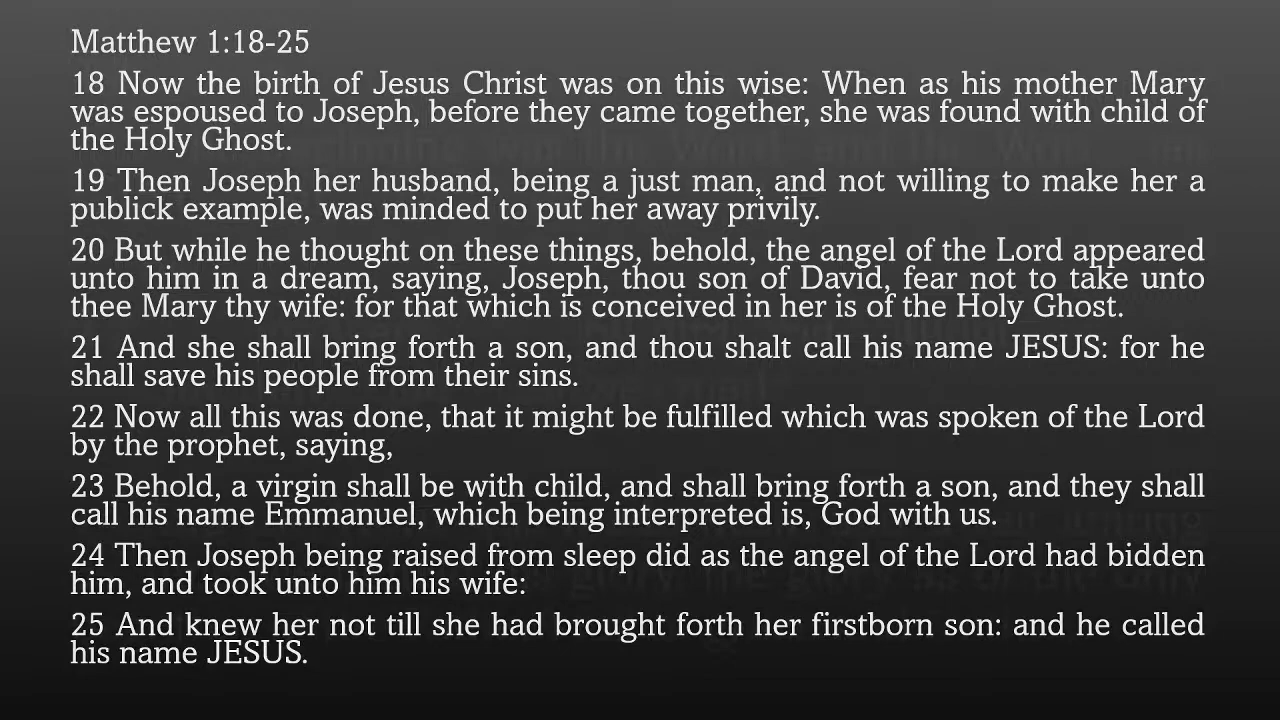 Matthew 1:18-25
18 Now the birth of Jesus Christ was on this wise: When as his mother Mary
was espoused to Joseph, before they came together, she was found with child of
the Holy Ghost.
19 Then Joseph her husband, being a just man, and not willing to make her a
publick example, was minded to put her away privily.
20 But while he thought on these things, behold, the angel of the Lord appeared
unto him in a dream, saying, Joseph, thou son of David, fear not to take unto
thee Mary thy wife: for that which is conceived in her is of the Holy Ghost.
21 And she shall bring forth a son, and thou shalt call his name JESUS: for he
shall save his people from their sins.
22 Now all this was done, that it might be fulfilled which was spoken of the Lord
by the prophet, saying,
23 Behold, a virgin shall be with child, and shall bring forth a son, and they shall
call his name Emmanuel, which being interpreted is, God with us.
24 Then Joseph being raised from sleep did as the angel of the Lord had bidden
him, and took unto him his wife:
25 And knew her not till she had brought forth her firstborn son: and he called
his name JESUS.